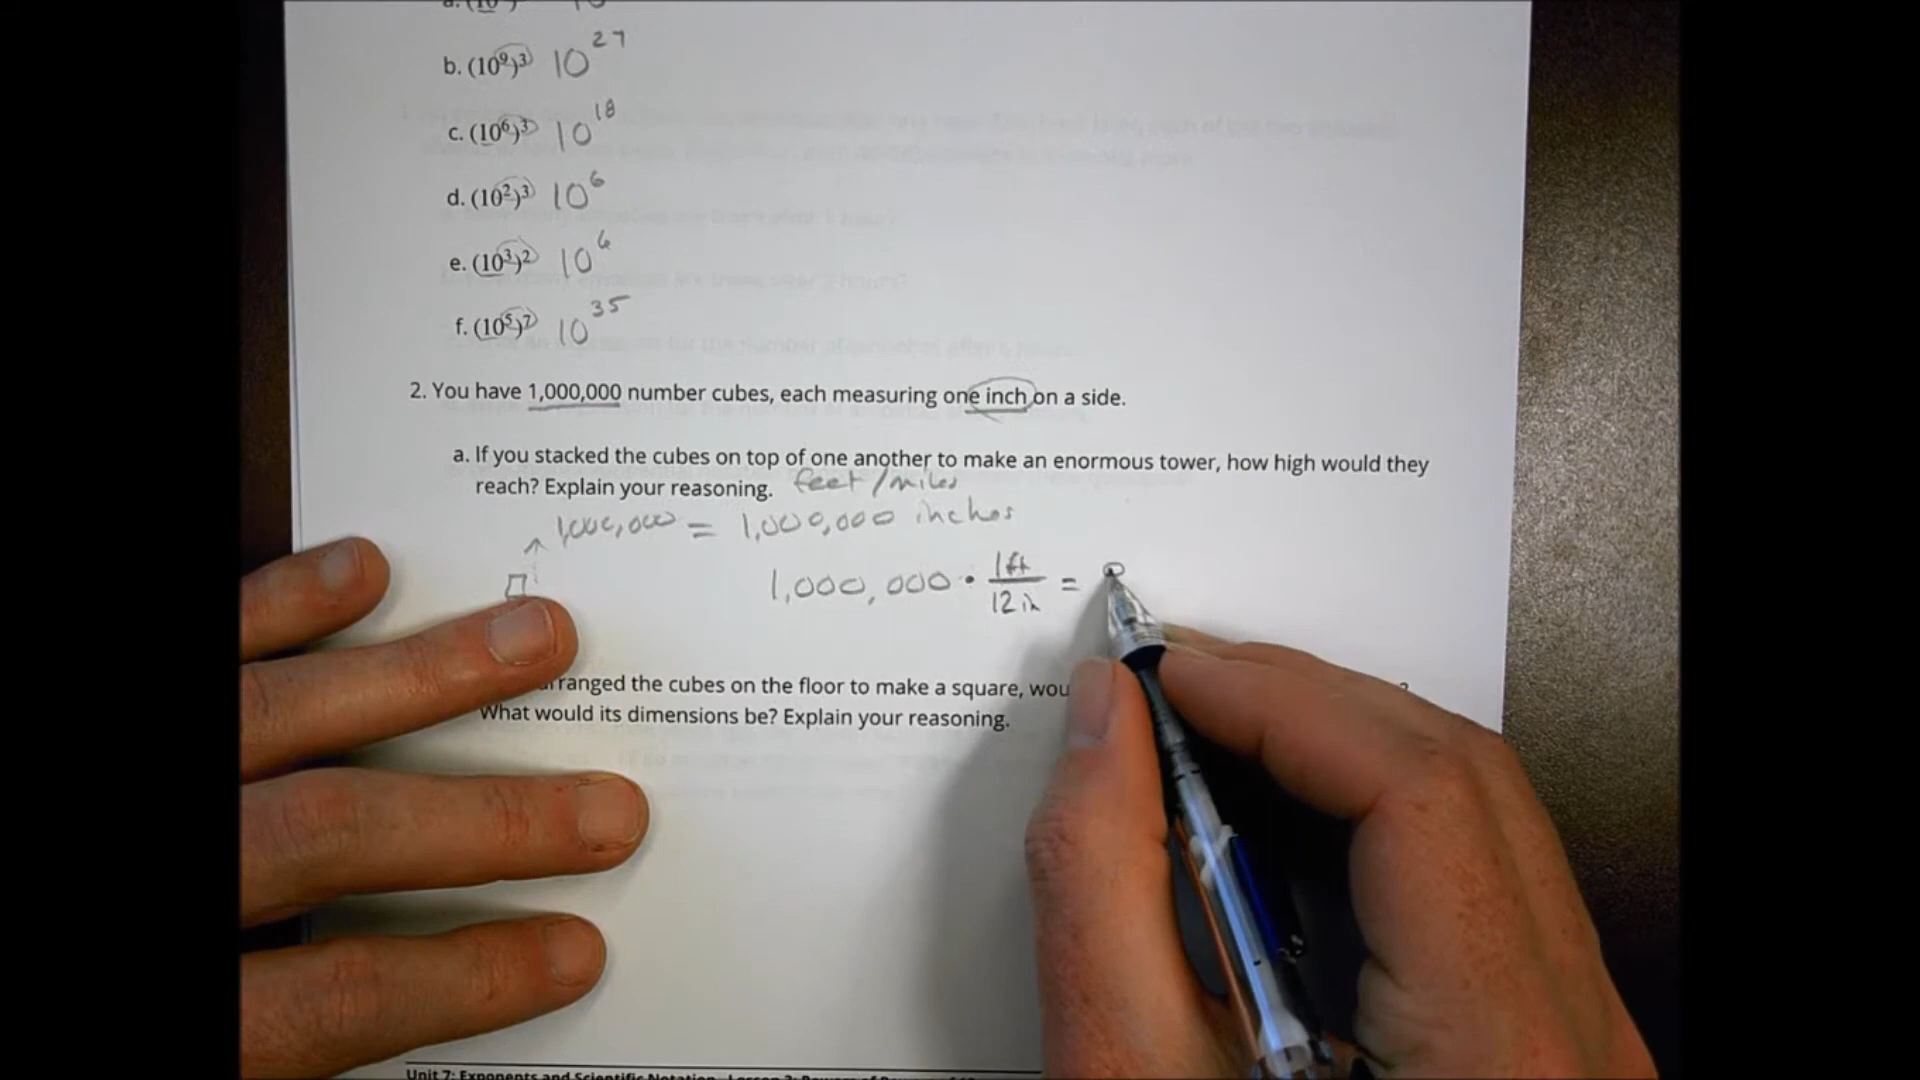 b. (10⁹)³ 10²⁷
c. (10⁶)³ 10¹⁸
d. (10²)³ 10⁶
e. (10³)² 10⁶
f. (10⁵)⁷ 10³⁵
2. You have 1,000,000 number cubes, each measuring one inch on a side.
a. If you stacked the cubes on top of one another to make an enormous tower, how high would they
reach? Explain your reasoning. feet/miles
1,000,000 = 1,000,000 inches
1,000,000 · 1ft/12in =
ranged the cubes on the floor to make a square, wou
What would its dimensions be? Explain your reasoning.
Unit 7: Exponents and Scientific Notation